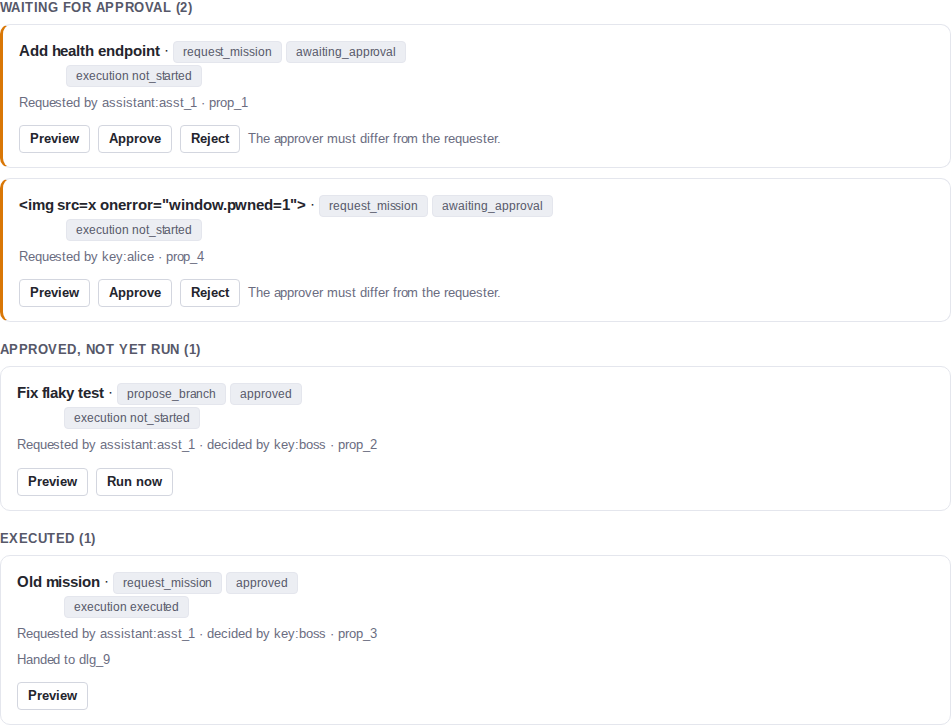 WAITING FOR APPROVAL (2)
Add health endpoint · request_mission awaiting_approval
execution not_started
Requested by assistant:asst_1 · prop_1
Preview Approve Reject The approver must differ from the requester.
<img src=x onerror="window.pwned=1"> · request_mission awaiting_approval
execution not_started
Requested by key:alice · prop_4
Preview Approve Reject The approver must differ from the requester.
APPROVED, NOT YET RUN (1)
Fix flaky test · propose_branch approved
execution not_started
Requested by assistant:asst_1 · decided by key:boss · prop_2
Preview Run now
EXECUTED (1)
Old mission · request_mission approved
execution executed
Requested by assistant:asst_1 · decided by key:boss · prop_3
Handed to dlg_9
Preview